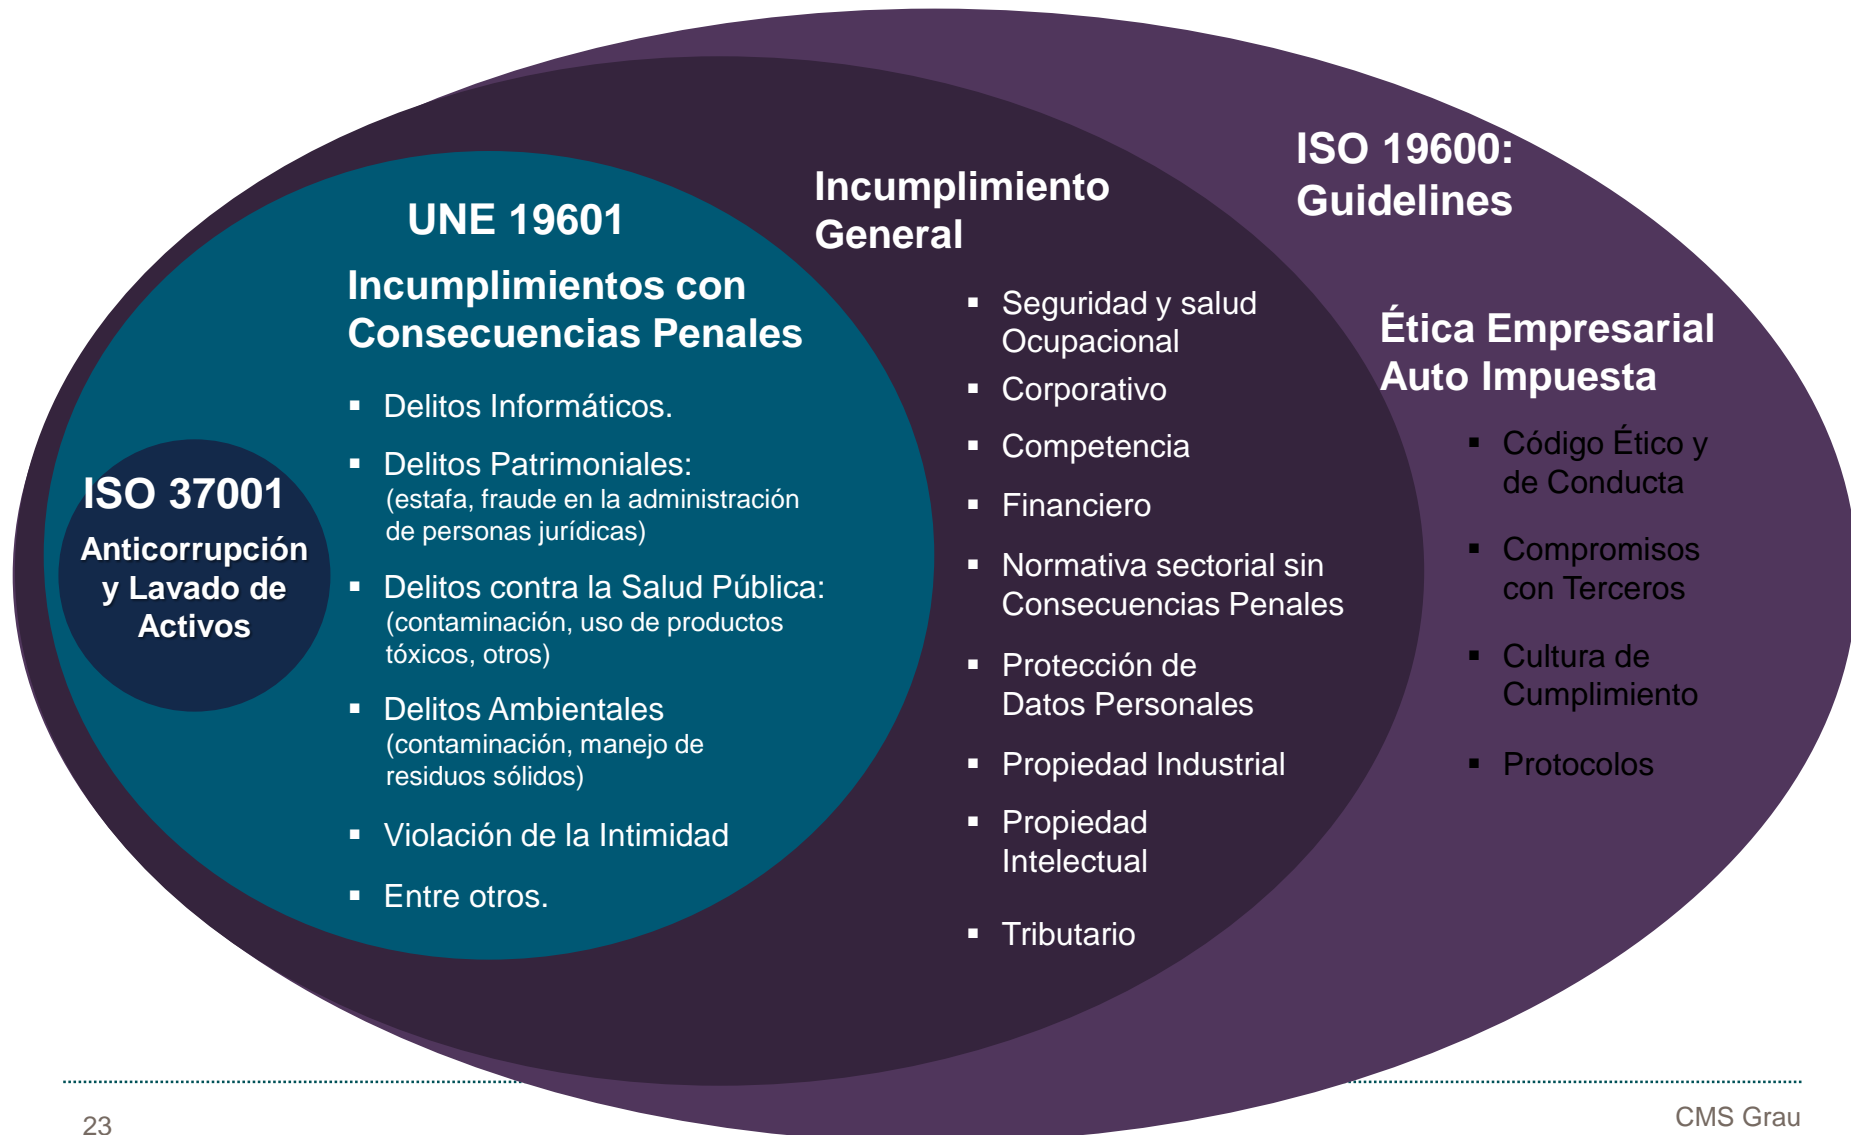 ISO 37001
Anticorrupción
y Lavado de
Activos
UNE 19601
Incumplimientos con
Consecuencias Penales
▪ Delitos Informáticos.
▪ Delitos Patrimoniales:
(estafa, fraude en la administración
de personas jurídicas)
▪ Delitos contra la Salud Pública:
(contaminación, uso de productos
tóxicos, otros)
▪ Delitos Ambientales
(contaminación, manejo de
residuos sólidos)
▪ Violación de la Intimidad
▪ Entre otros.
Incumplimiento
General
▪ Seguridad y salud
Ocupacional
▪ Corporativo
▪ Competencia
▪ Financiero
▪ Normativa sectorial sin
Consecuencias Penales
▪ Protección de
Datos Personales
▪ Propiedad Industrial
▪ Propiedad
Intelectual
▪ Tributario
ISO 19600:
Guidelines
Ética Empresarial
Auto Impuesta
▪ Código Ético y
de Conducta
▪ Compromisos
con Terceros
▪ Cultura de
Cumplimiento
▪ Protocolos
23
CMS Grau